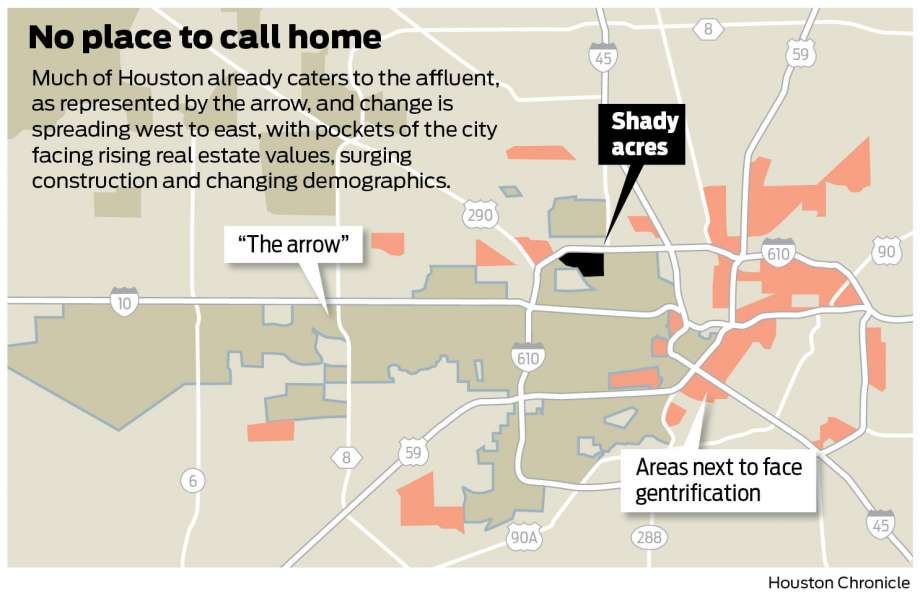 No place to call home
Much of Houston already caters to the affluent,
as represented by the arrow, and change is
spreading west to east, with pockets of the city
facing rising real estate values, surging
construction and changing demographics.
45
8
59
Shady
acres
290
"The arrow"
610
90
10
610
59
8
6
Areas next to face
gentrification
90A
288
45
Houston Chronicle